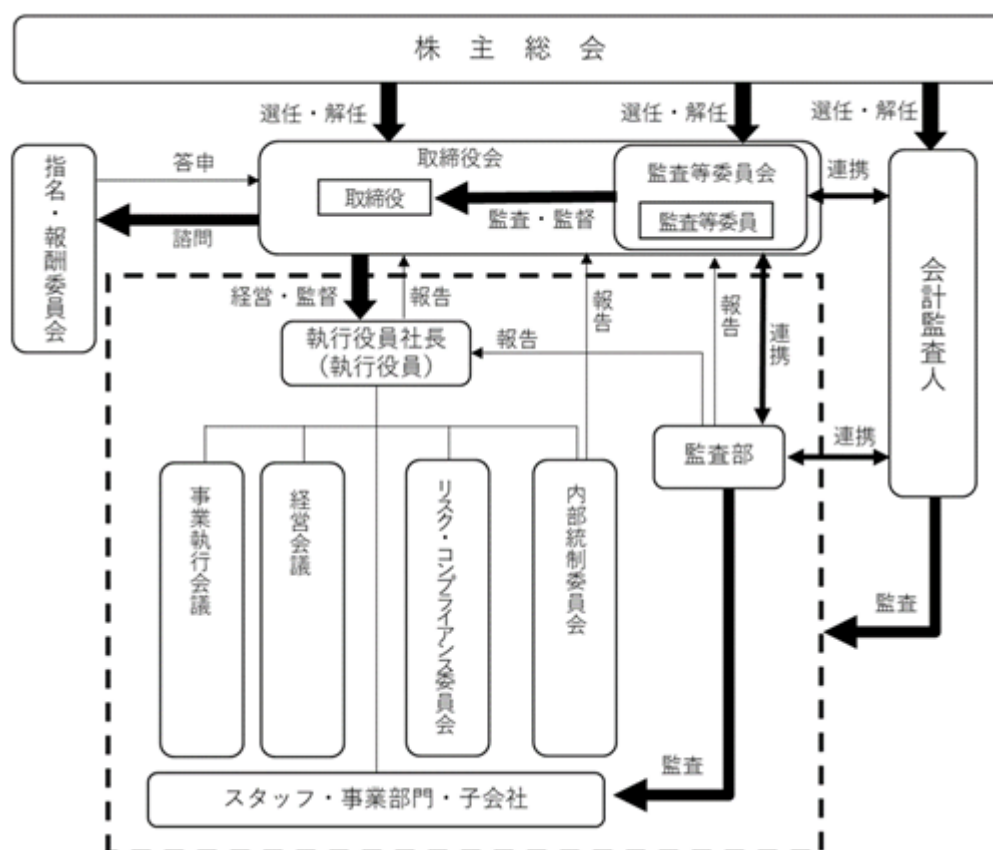 株主総会
選任・解任
選任・解任
選任・解任
指名・報酬委員会
答申
諮問
取締役会
取締役
監査・監督
監査等委員会
監査等委員
連携
会計監査人
経営・監督
報告
報告
報告
連携
執行役員社長
（執行役員）
報告
監査部
連携
事業執行会議
経営会議
リスク・コンプライアンス委員会
内部統制委員会
監査
監査
スタッフ・事業部門・子会社